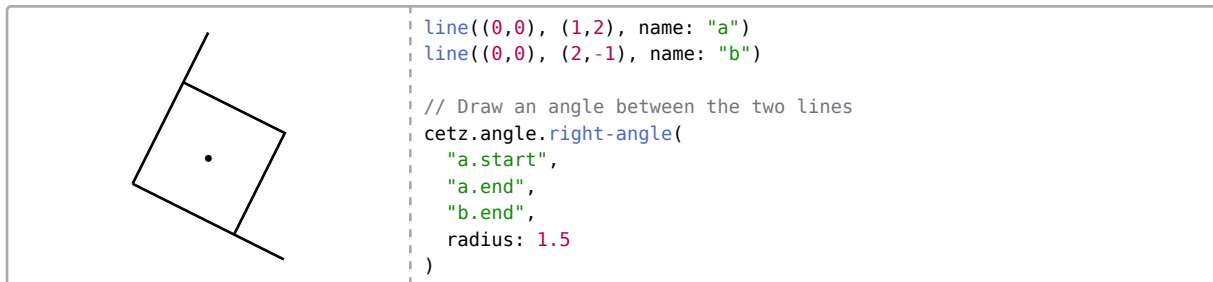 line((0,0), (1,2), name: "a")
line((0,0), (2,-1), name: "b")

// Draw an angle between the two lines
cetz.angle.right-angle(
  "a.start",
  "a.end",
  "b.end",
  radius: 1.5
)